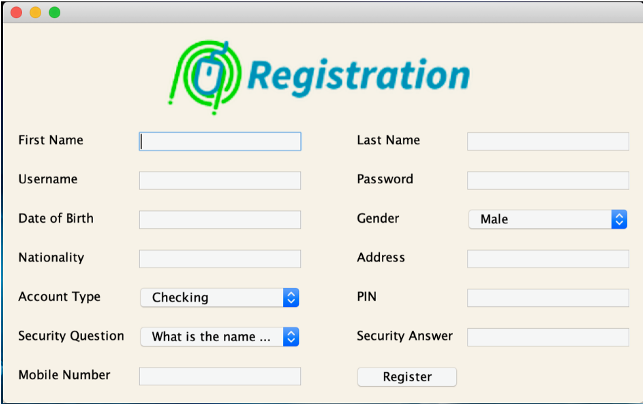 Registration
First Name
Last Name
Username
Password
Date of Birth
Gender Male
Nationality
Address
Account Type Checking
PIN
Security Question What is the name ...
Security Answer
Mobile Number
Register